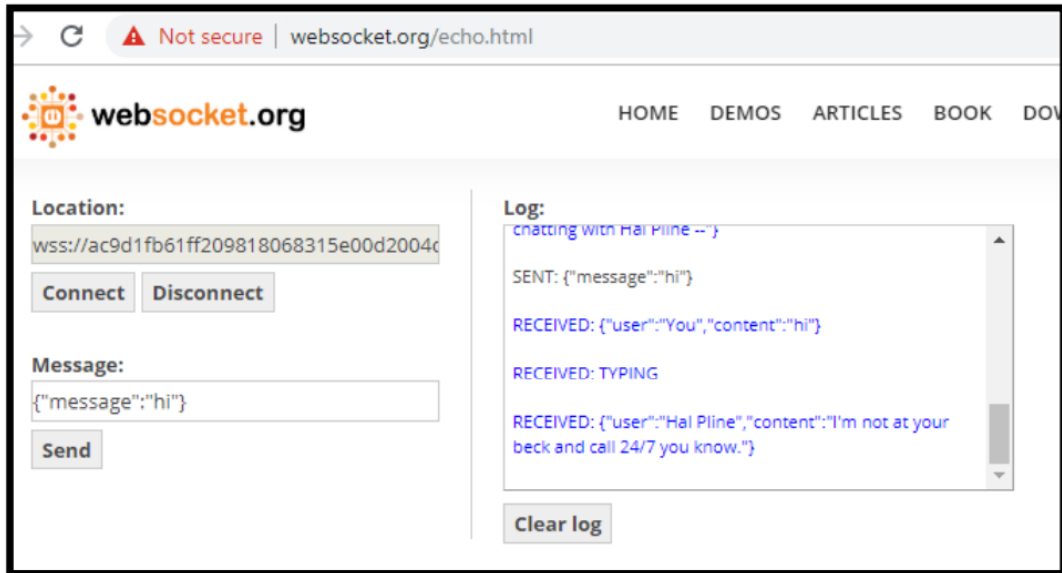 Not secure | websocket.org/echo.html
websocket.org
HOME DEMOS ARTICLES BOOK DOW
Location:
wss://ac9d1fb61ff209818068315e00d2004c
Connect Disconnect
Message:
{"message":"hi"}
Send
Log:
chatting with Hal Pline --"}
SENT: {"message":"hi"}
RECEIVED: {"user":"You","content":"hi"}
RECEIVED: TYPING
RECEIVED: {"user":"Hal Pline","content":"I'm not at your
beck and call 24/7 you know."}
Clear log